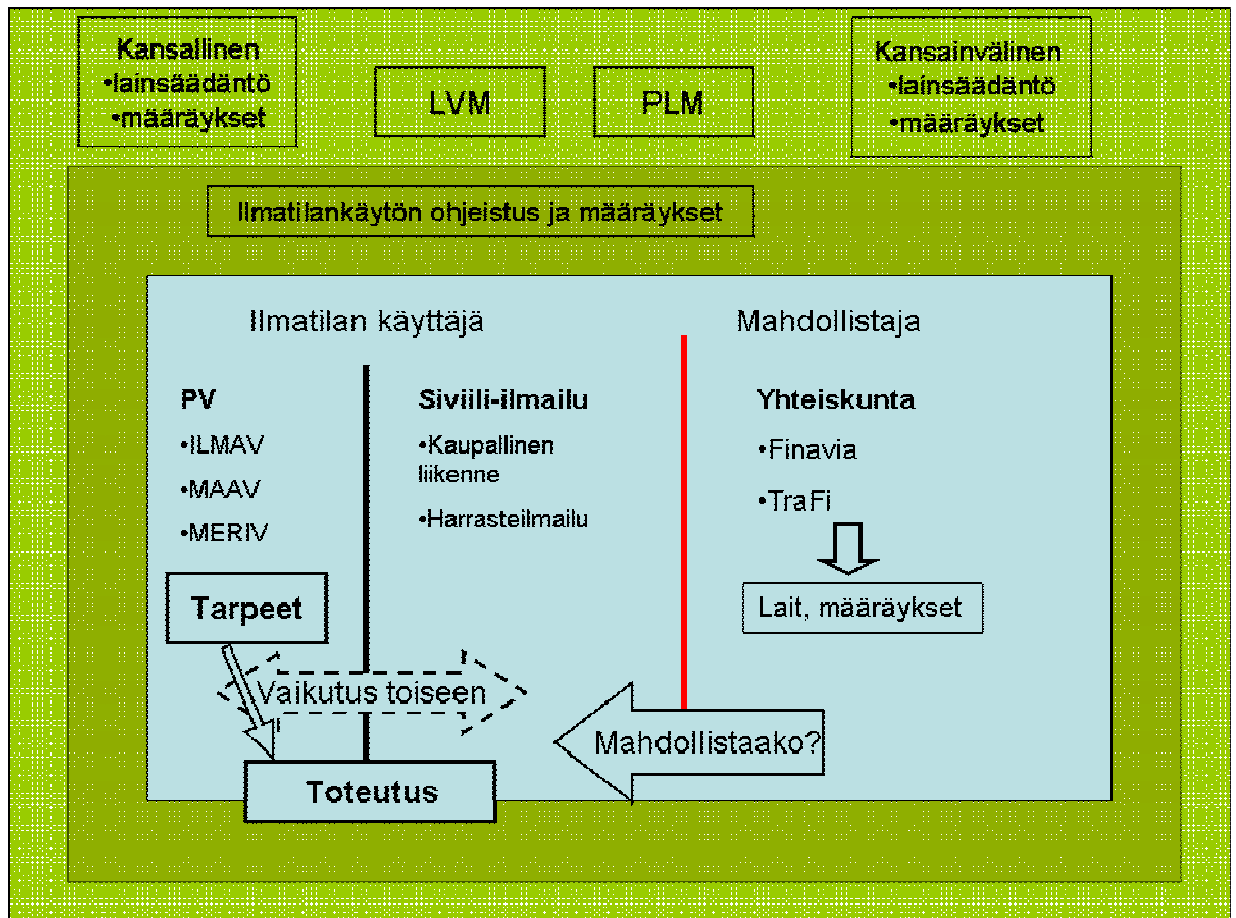 Kansallinen
•lainsäädäntö
•määräykset
LVM
PLM
Kansainvälinen
•lainsäädäntö
•määräykset
Ilmatilankäytön ohjeistus ja määräykset
Ilmatilan käyttäjä
Mahdollistaja
PV
•ILMAV
•MAAV
•MERIV
Siviili-ilmailu
•Kaupallinen
liikenne
•Harrasteilmailu
Yhteiskunta
•Finavia
•TraFi
Lait, määräykset
Tarpeet
Vaikutus toiseen
Mahdollistaako?
Toteutus